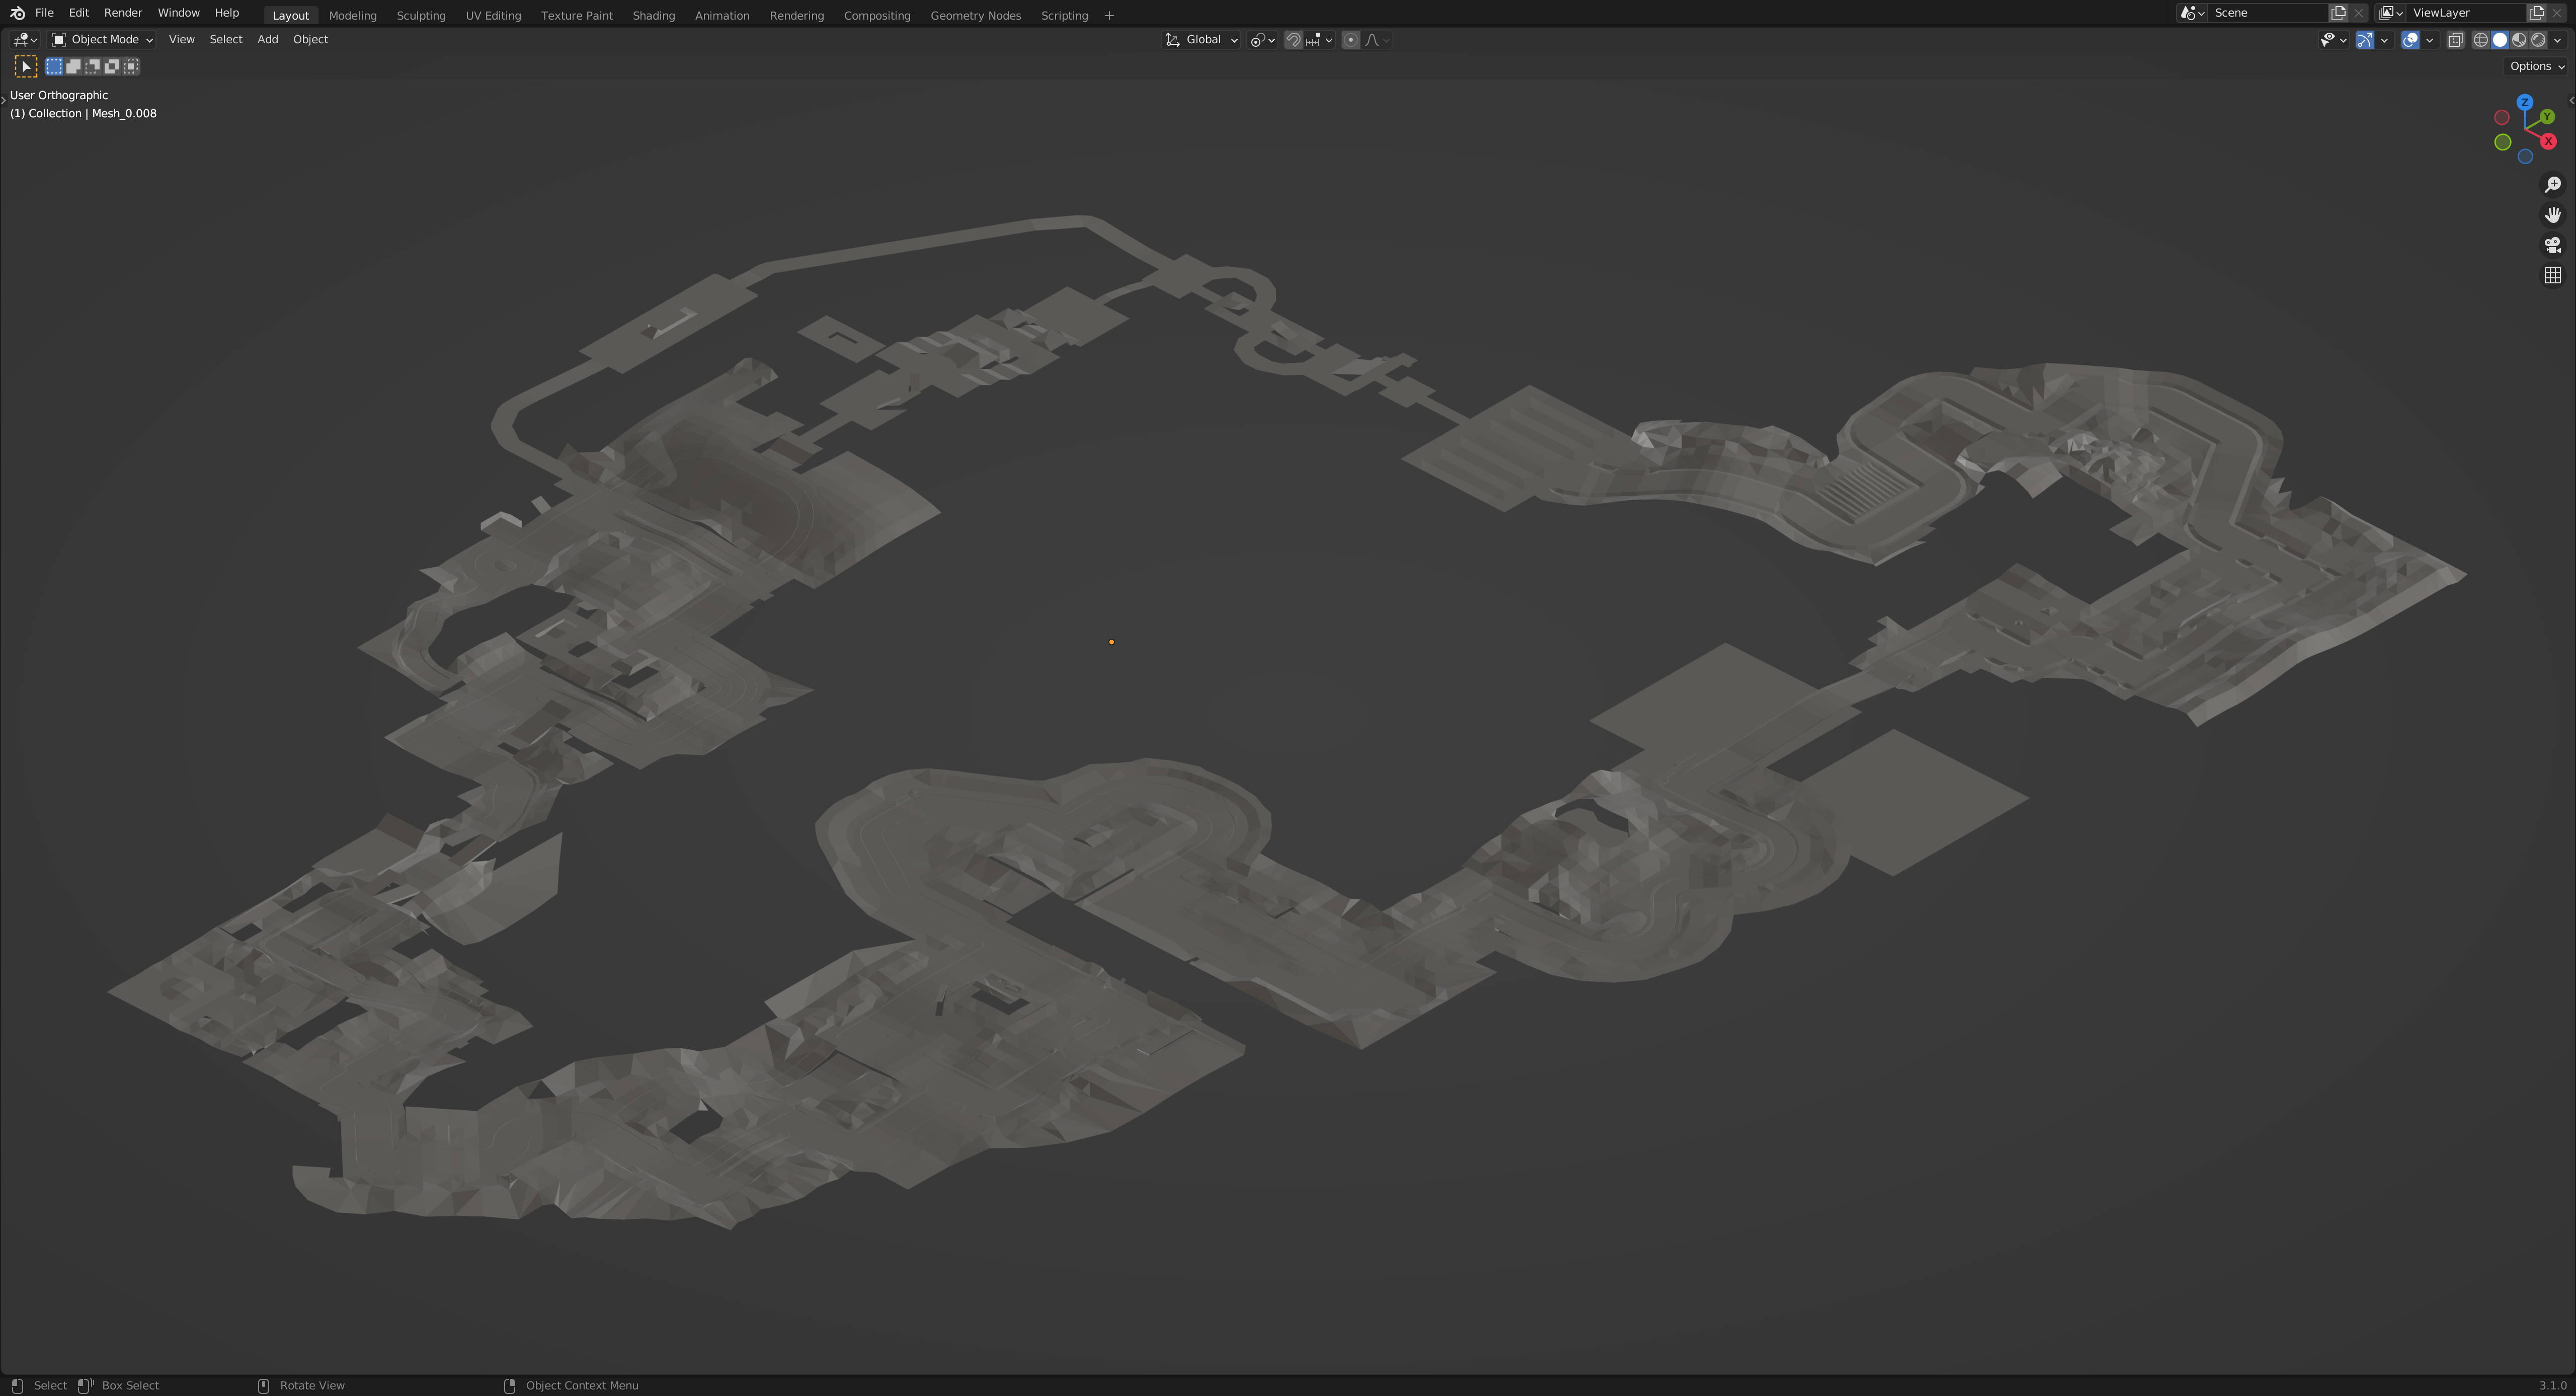 File Edit Render Window Help Layout Modeling Sculpting UV Editing Texture Paint Shading Animation Rendering Compositing Geometry Nodes Scripting + Scene ViewLayer
Object Mode View Select Add Object Global
Options
User Orthographic
(1) Collection | Mesh_0.008
Z
Y
X
Select Box Select Rotate View Object Context Menu 3.1.0